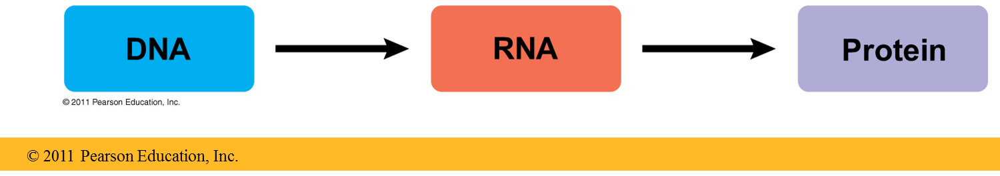 DNA RNA Protein
© 2011 Pearson Education, Inc.
© 2011 Pearson Education, Inc.